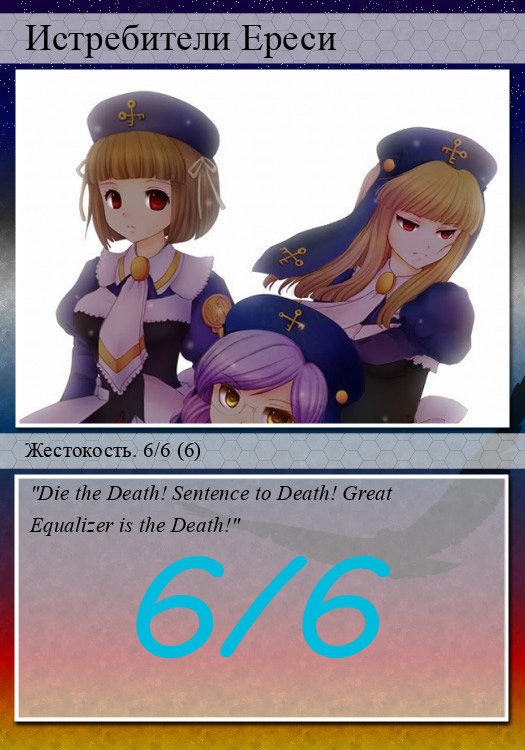 Истребители Ереси
Жестокость. 6/6 (6)
"Die the Death! Sentence to Death! Great
Equalizer is the Death!"
6/6